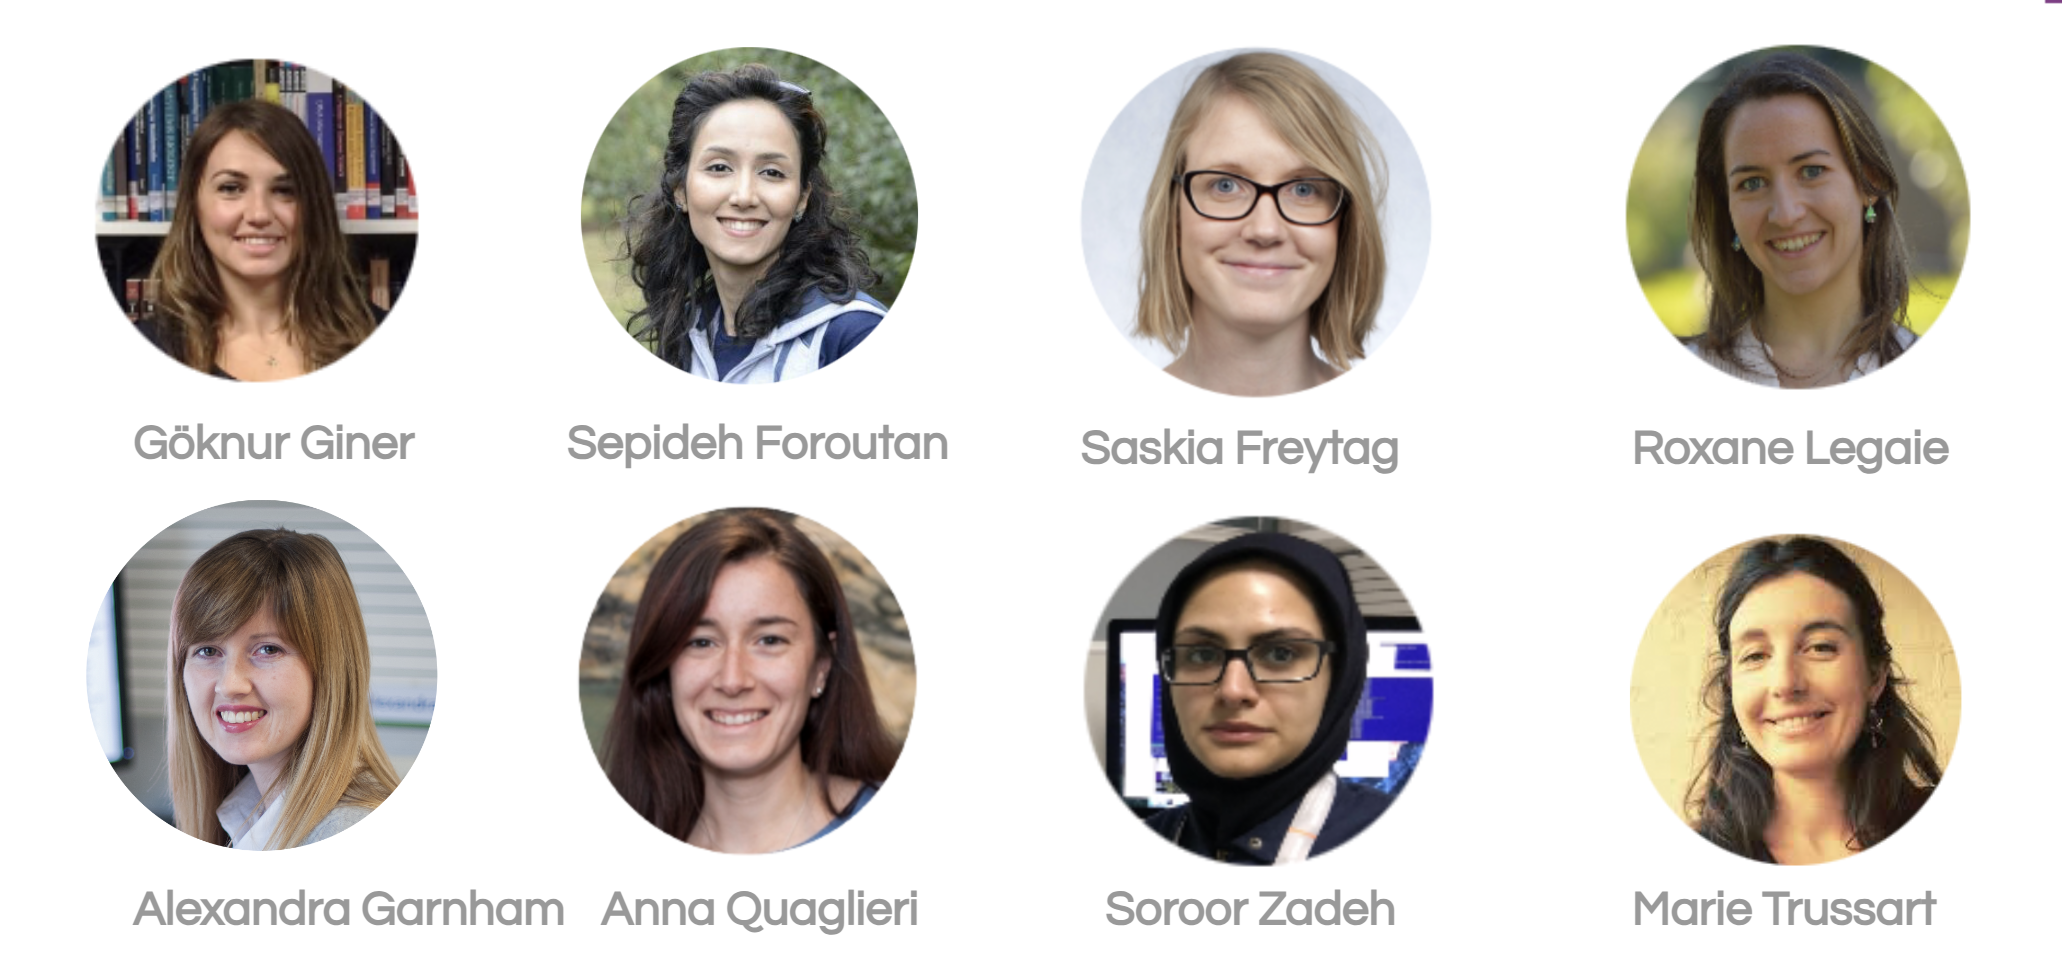 Göknur Giner
Sepideh Foroutan
Saskia Freytag
Roxane Legaie
Alexandra Garnham
Anna Quaglieri
Soroor Zadeh
Marie Trussart